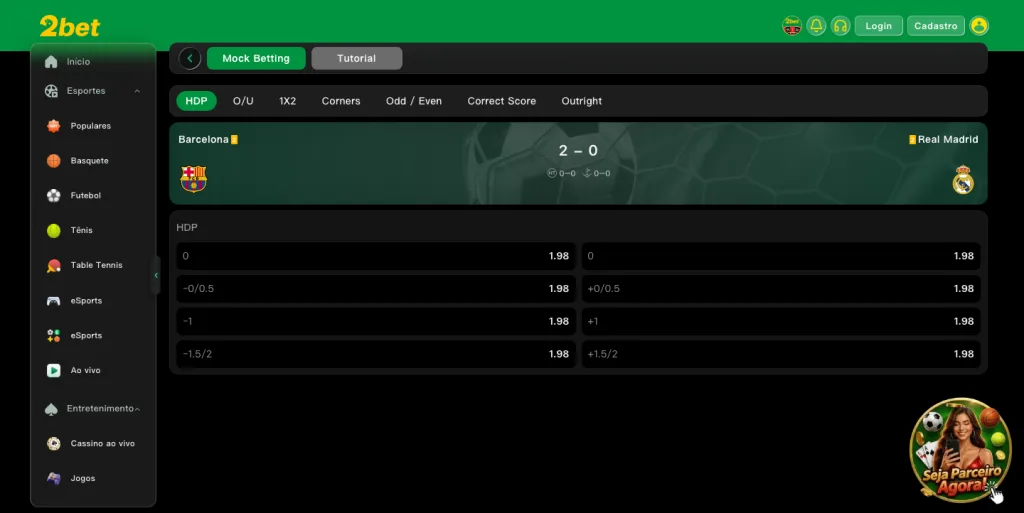 2bet
2bet
Login
Cadastro
Início
Esportes
Populares
Basquete
Futebol
Tênis
Table Tennis
eSports
eSports
Ao vivo
Entretenimento
Cassino ao vivo
Jogos
Mock Betting
Tutorial
HDP
O/U
1X2
Corners
Odd / Even
Correct Score
Outright
Barcelona
2 – 0
HT 0–0 0–0
Real Madrid
HDP
0 1.98
0 1.98
-0/0.5 1.98
+0/0.5 1.98
-1 1.98
+1 1.98
-1.5/2 1.98
+1.5/2 1.98
Seja Parceiro
Agora!